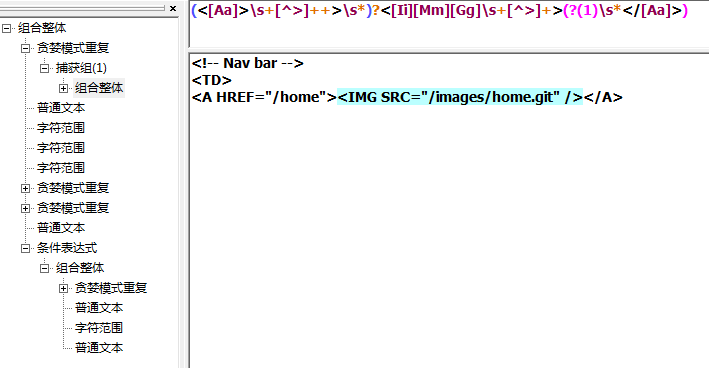 组合整体
贪婪模式重复
捕获组(1)
组合整体
普通文本
字符范围
字符范围
字符范围
贪婪模式重复
贪婪模式重复
普通文本
条件表达式
组合整体
贪婪模式重复
普通文本
字符范围
普通文本
(<[Aa]>\s+[^>]++>\s*)?<[Ii][Mm][Gg]\s+[^>]+>(?(1)\s*</[Aa]>)
<!-- Nav bar -->
<TD>
<A HREF="/home"><IMG SRC="/images/home.git" /></A>